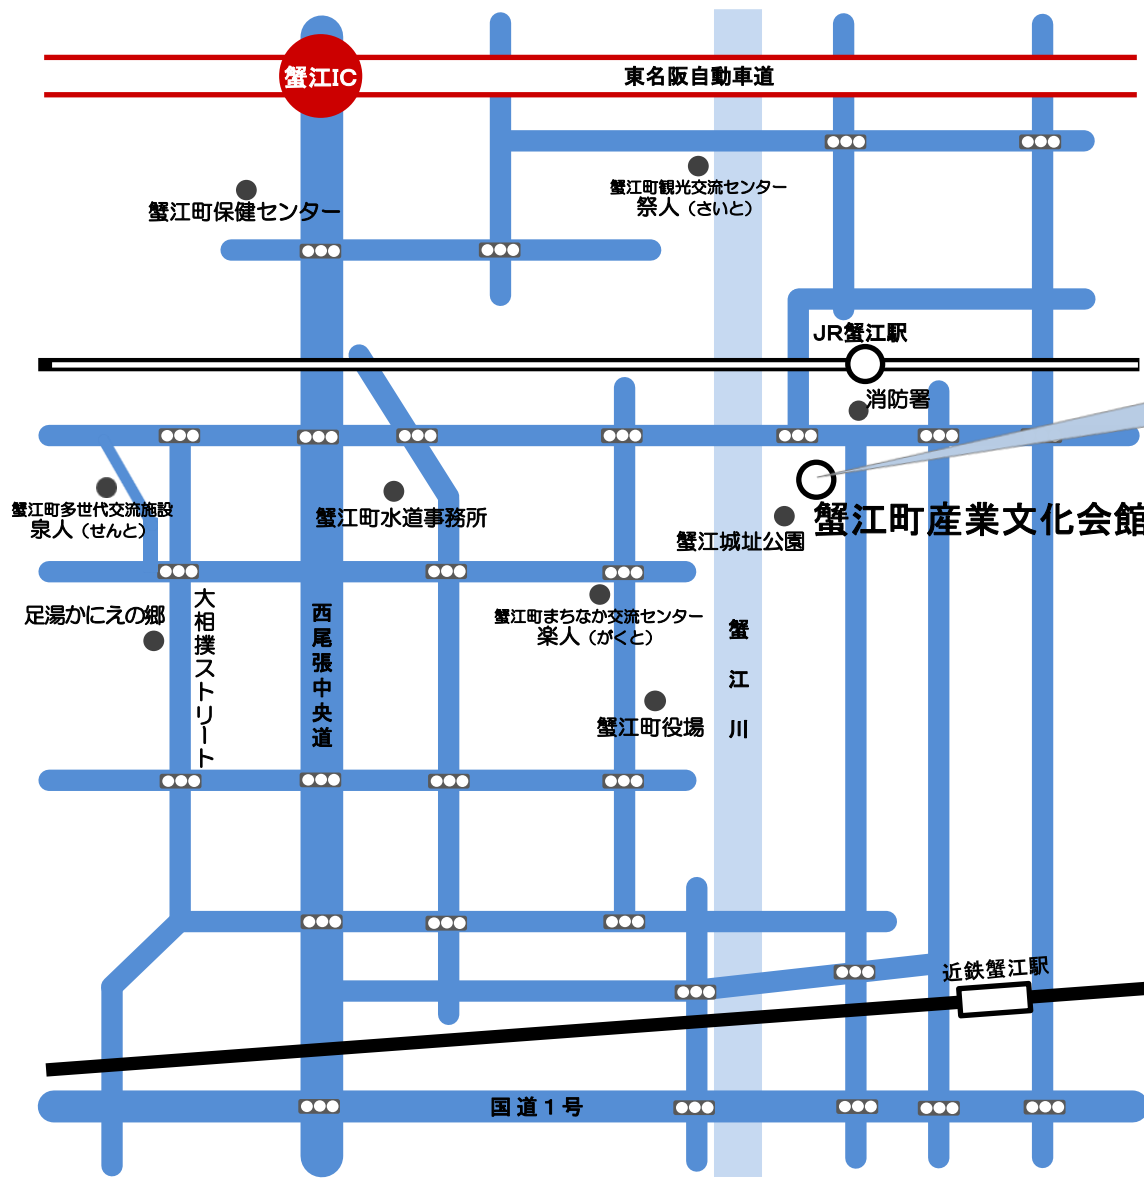 蟹江IC
東名阪自動車道
蟹江町保健センター
蟹江町観光交流センター
祭人（さいと）
JR蟹江駅
消防署
蟹江町多世代交流施設
泉人（せんと）
蟹江町水道事務所
蟹江城址公園
蟹江町産業文化会館
足湯かにえの郷
大相撲ストリート
西尾張中央道
蟹江町まちなか交流センター
楽人（がくと）
蟹江川
蟹江町役場
近鉄蟹江駅
国道１号